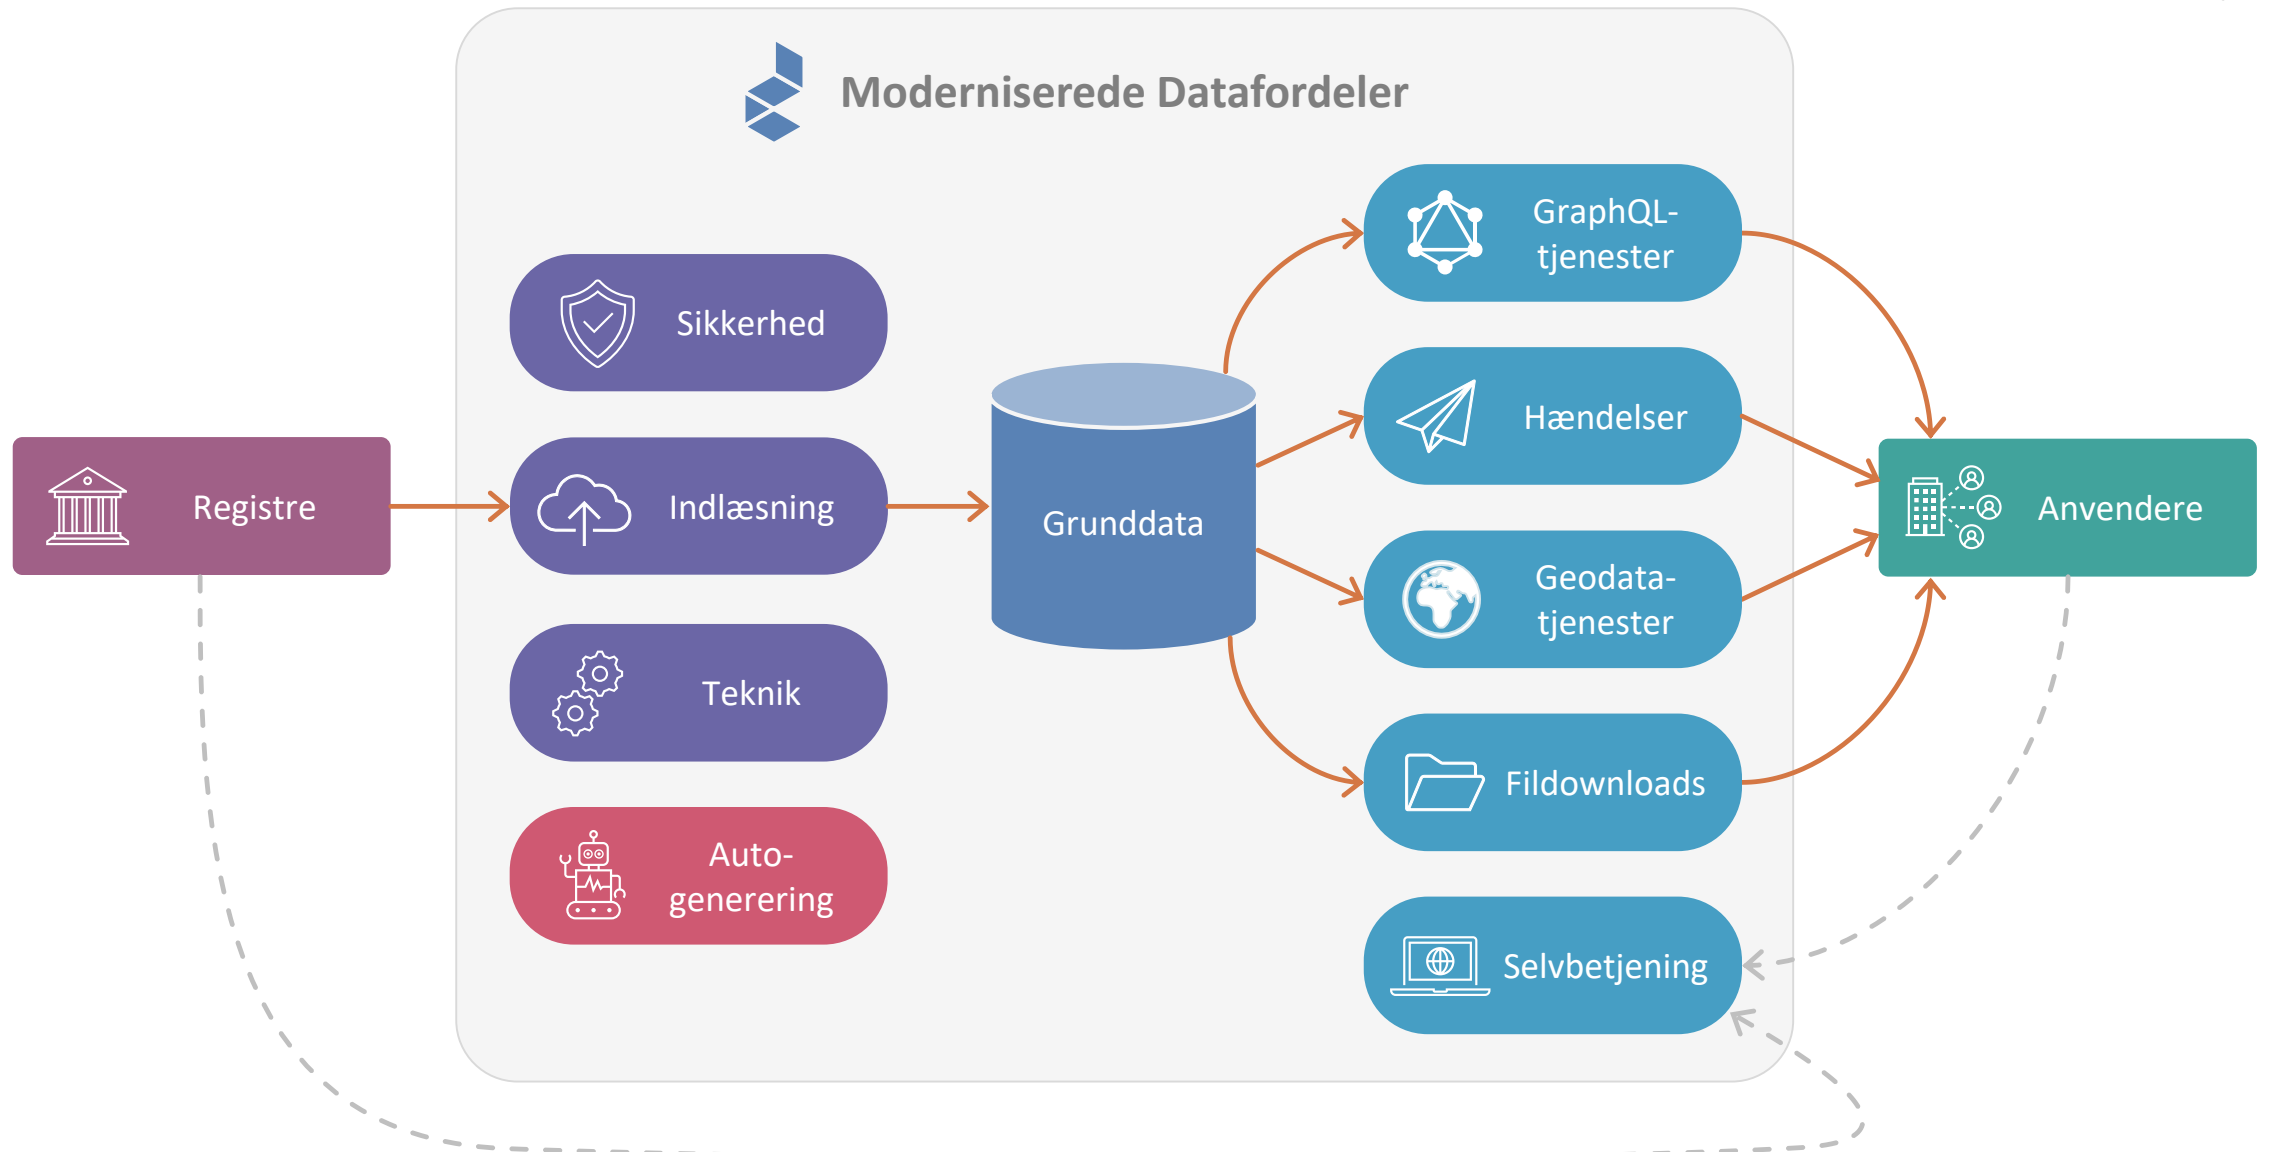 Moderniserede Datafordeler
Registre
Sikkerhed
Indlæsning
Teknik
Auto-
generering
Grunddata
GraphQL-
tjenester
Hændelser
Geodata-
tjenester
Fildownloads
Selvbetjening
Anvendere